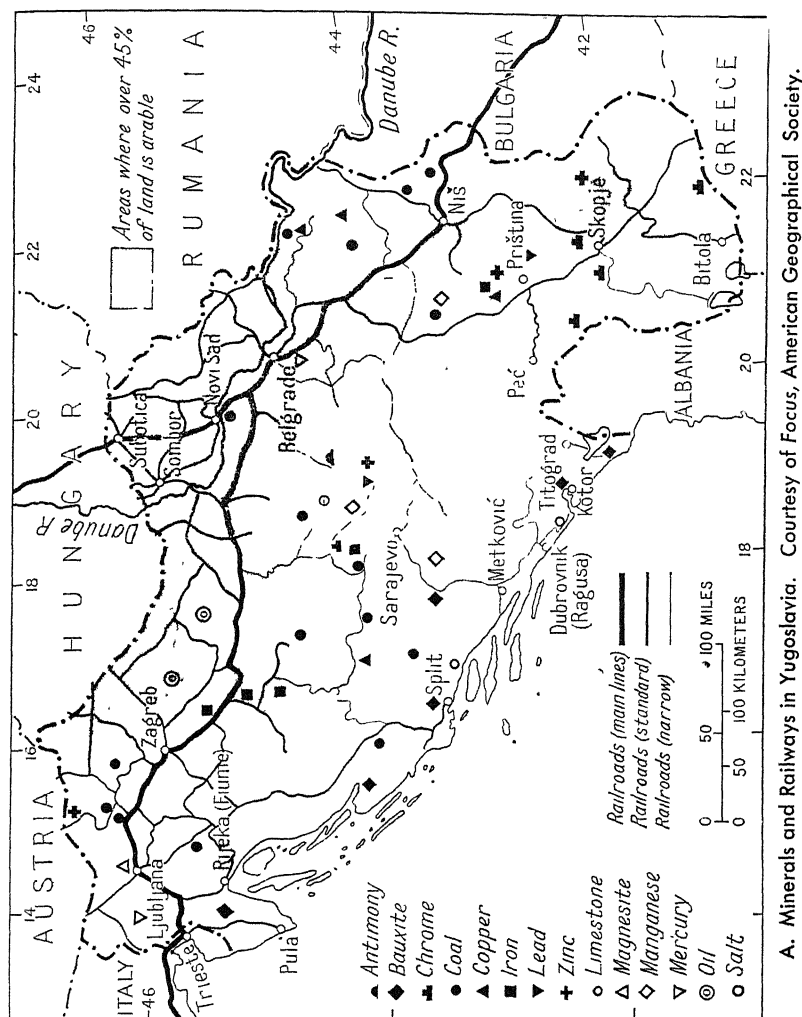 AUSTRIA
HUNGARY
RUMANIA
ITALY
BULGARIA
ALBANIA
GREECE
14
16
18
20
22
24
46
44
42
46
18
20
22
Areas where over 45%
of land is arable
Danube R.
Danube R
Trieste
Ljubljana
Zagreb
Rijeka (Fiume)
Pula
Subotica
Sombor
Novi Sad
Belgrade
Sarajevo
Split
Metković
Dubrovnik
(Ragusa)
Titograd
Kotor
Niš
Priština
Peć
Skopje
Bitola
Antimony
Bauxite
Chrome
Coal
Copper
Iron
Lead
Zinc
Limestone
Magnesite
Manganese
Mercury
Oil
Salt
Railroads (main lines)
Railroads (standard)
Railroads (narrow)
0 50 100 MILES
0 50 100 KILOMETERS
A. Minerals and Railways in Yugoslavia. Courtesy of Focus, American Geographical Society.